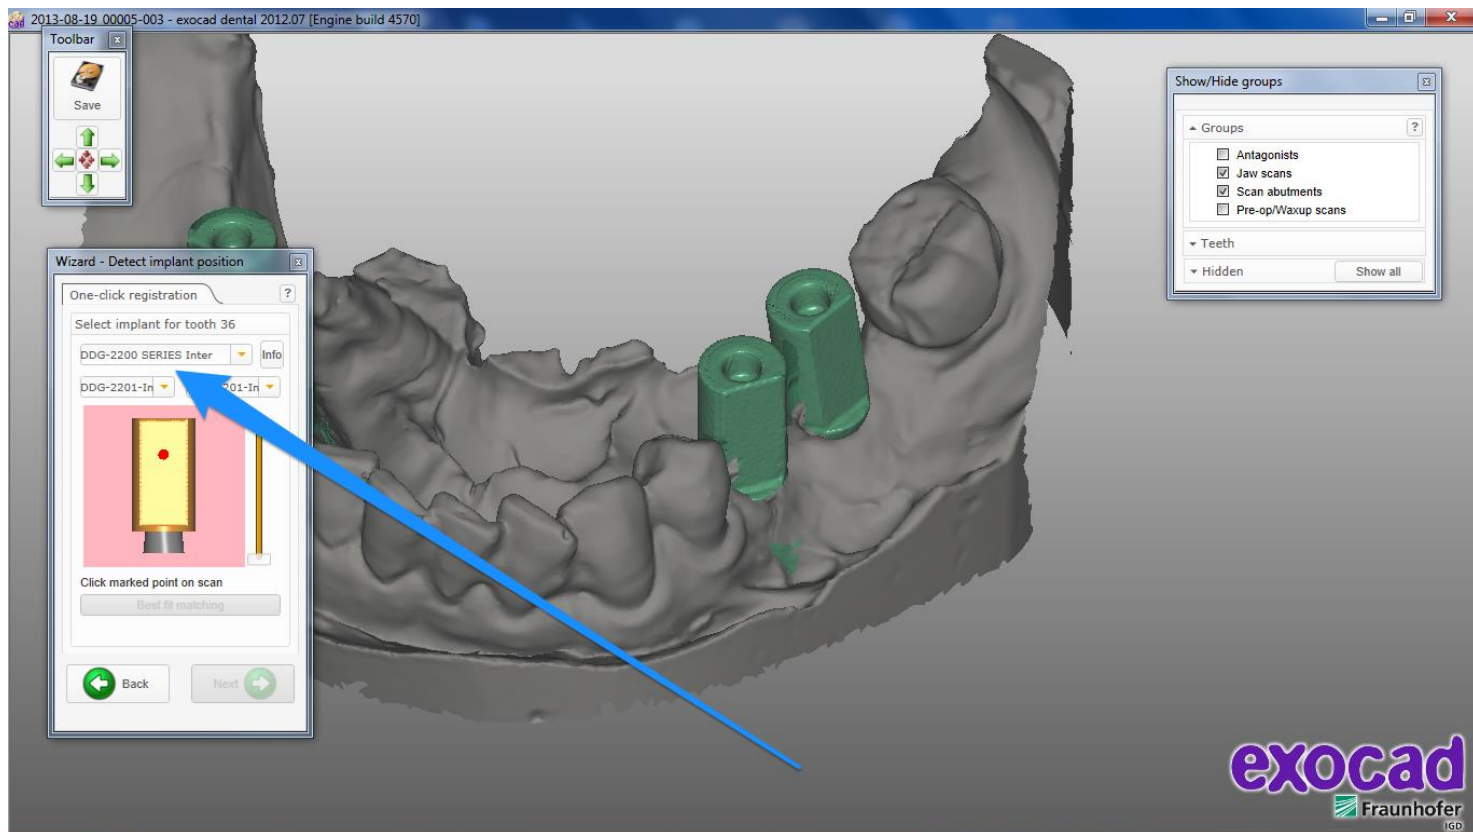 2013-08-19_00005-003 - exocad dental 2012.07 [Engine build 4570]
Toolbar
Save
Show/Hide groups
Groups
?
Antagonists
Jaw scans
Scan abutments
Pre-op/Waxup scans
Teeth
Hidden
Show all
Wizard - Detect implant position
One-click registration
?
Select implant for tooth 36
DDG-2200 SERIES Inter
Info
DDG-2201-In
201-In
Click marked point on scan
Best fit matching
Back
Next
exocad
Fraunhofer
IGD